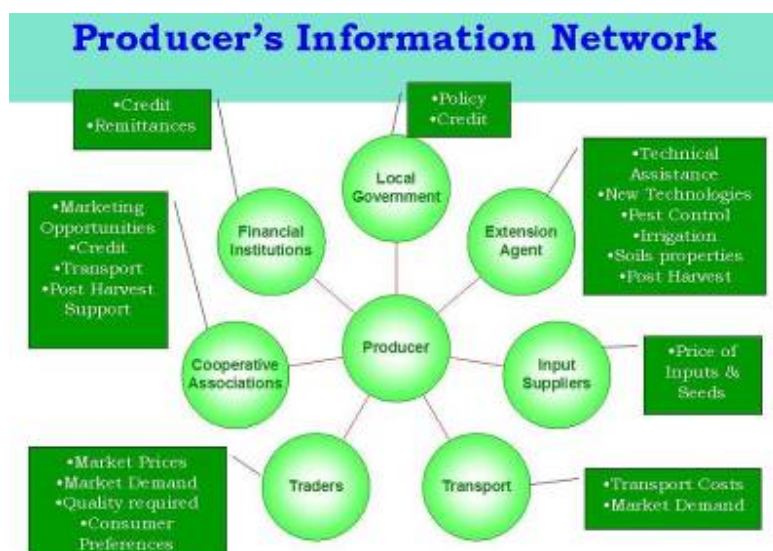 Producer's Information Network
•Credit
•Remittances
•Policy
•Credit
Local
Government
•Technical
Assistance
•New Technologies
•Pest Control
•Irrigation
•Soils properties
•Post Harvest
•Marketing
Opportunities
•Credit
•Transport
•Post Harvest
Support
Financial
Institutions
Extension
Agent
Producer
Cooperative
Associations
Input
Suppliers
•Price of
Inputs &
Seeds
•Market Prices
•Market Demand
•Quality required
•Consumer
Preferences
Traders
Transport
•Transport Costs
•Market Demand